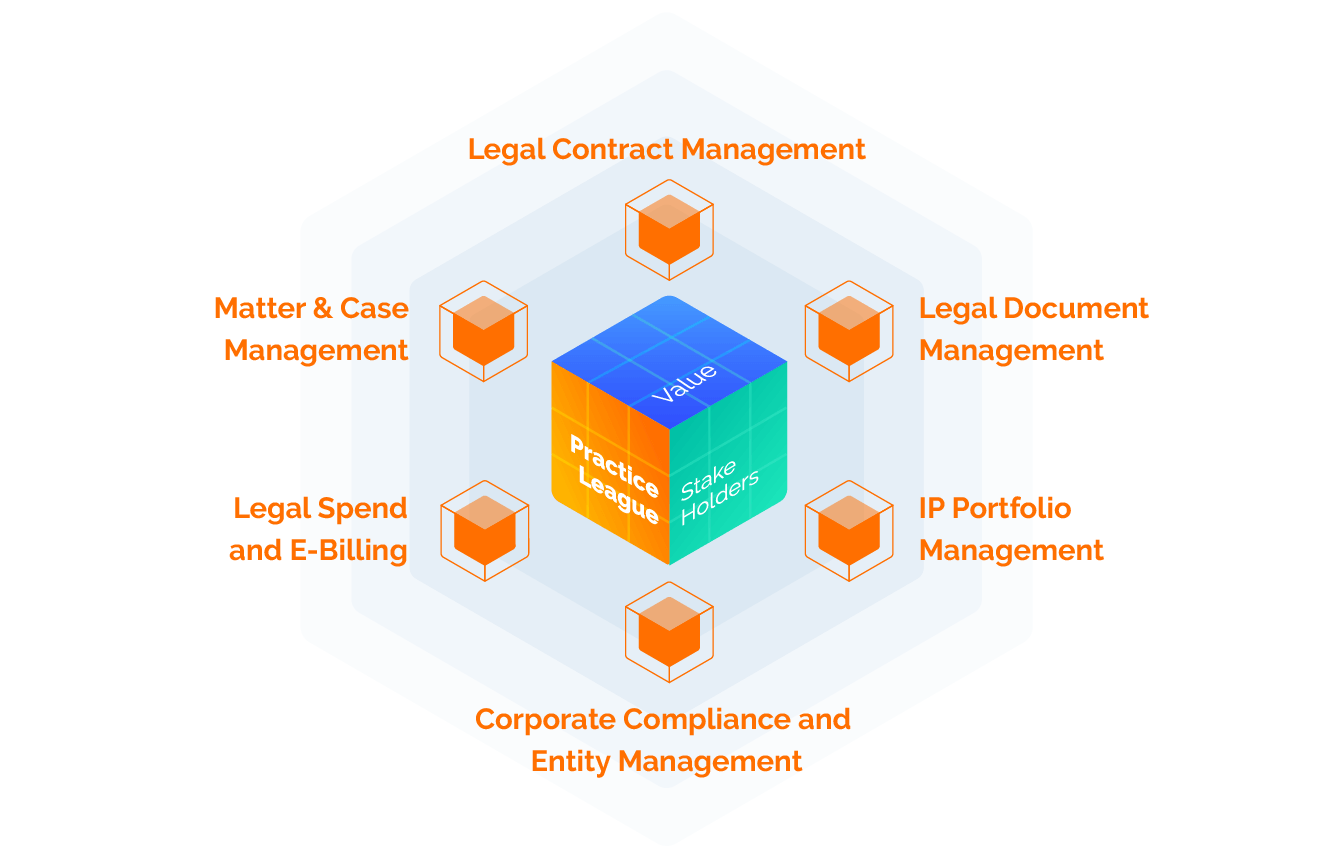 Legal Contract Management
Matter & Case
Management
Legal Document
Management
Value
Practice
League
Stake
Holders
Legal Spend
and E-Billing
IP Portfolio
Management
Corporate Compliance and
Entity Management